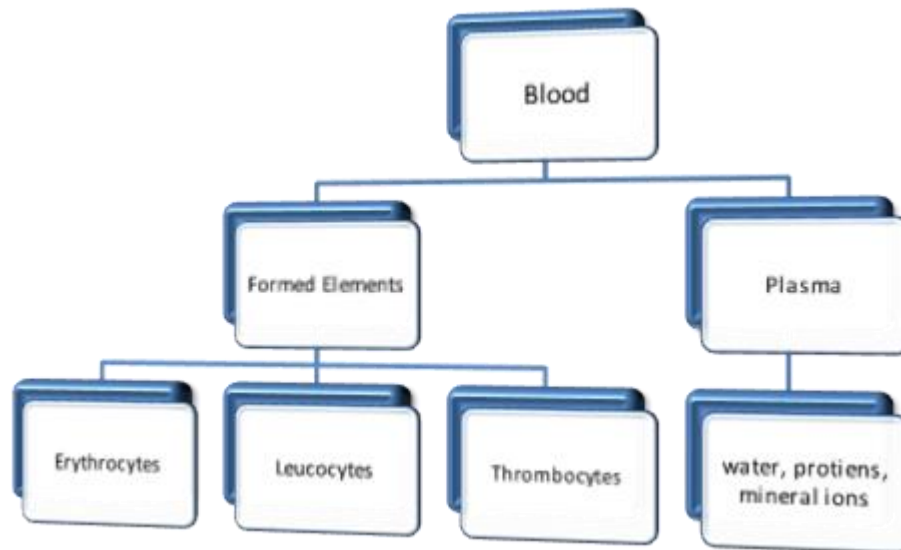 Blood
Formed Elements
Plasma
Erythrocytes
Leucocytes
Thrombocytes
water, protiens,
mineral ions